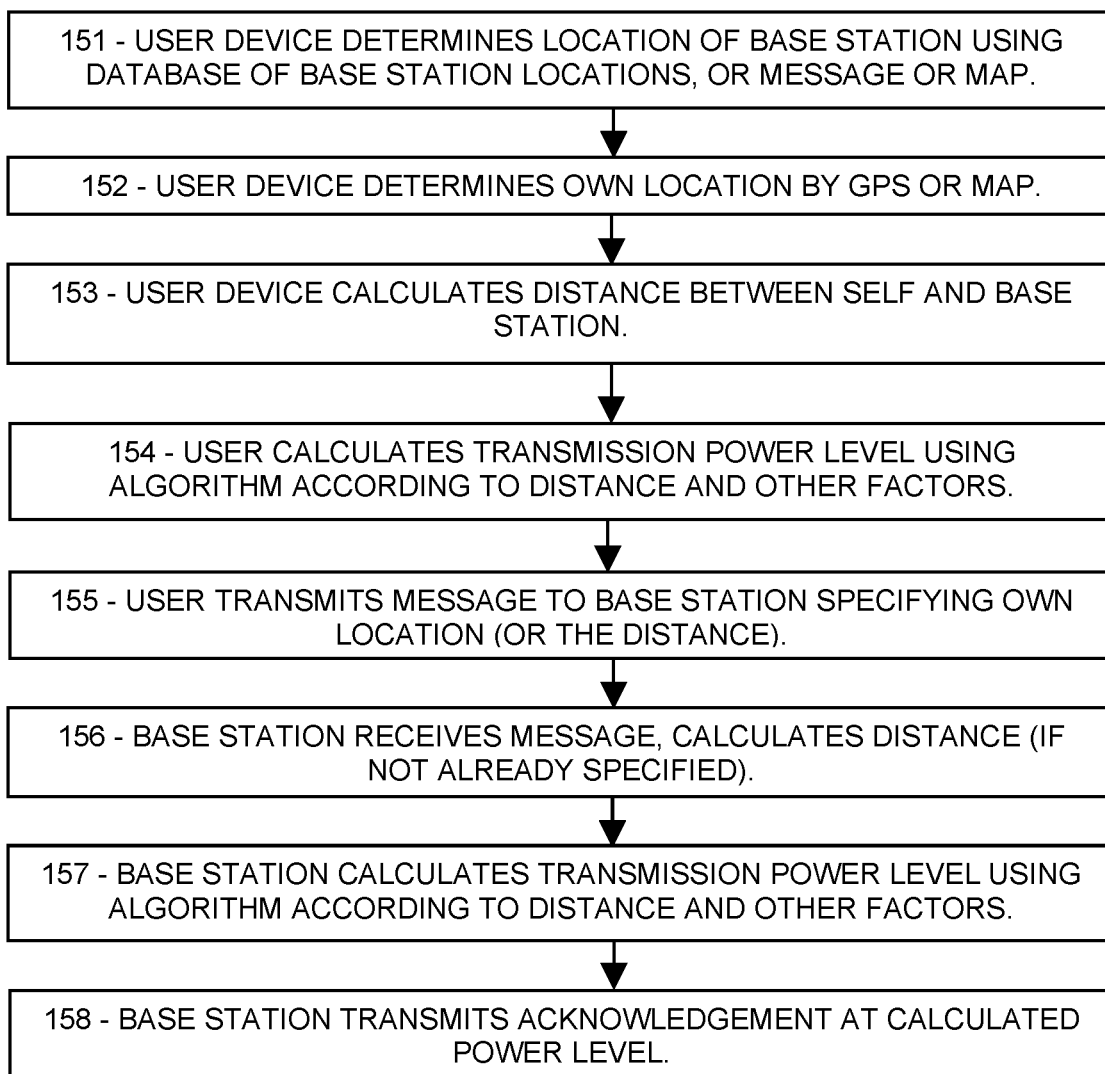 151 - USER DEVICE DETERMINES LOCATION OF BASE STATION USING
DATABASE OF BASE STATION LOCATIONS, OR MESSAGE OR MAP.
152 - USER DEVICE DETERMINES OWN LOCATION BY GPS OR MAP.
153 - USER DEVICE CALCULATES DISTANCE BETWEEN SELF AND BASE
STATION.
154 - USER CALCULATES TRANSMISSION POWER LEVEL USING
ALGORITHM ACCORDING TO DISTANCE AND OTHER FACTORS.
155 - USER TRANSMITS MESSAGE TO BASE STATION SPECIFYING OWN
LOCATION (OR THE DISTANCE).
156 - BASE STATION RECEIVES MESSAGE, CALCULATES DISTANCE (IF
NOT ALREADY SPECIFIED).
157 - BASE STATION CALCULATES TRANSMISSION POWER LEVEL USING
ALGORITHM ACCORDING TO DISTANCE AND OTHER FACTORS.
158 - BASE STATION TRANSMITS ACKNOWLEDGEMENT AT CALCULATED
POWER LEVEL.